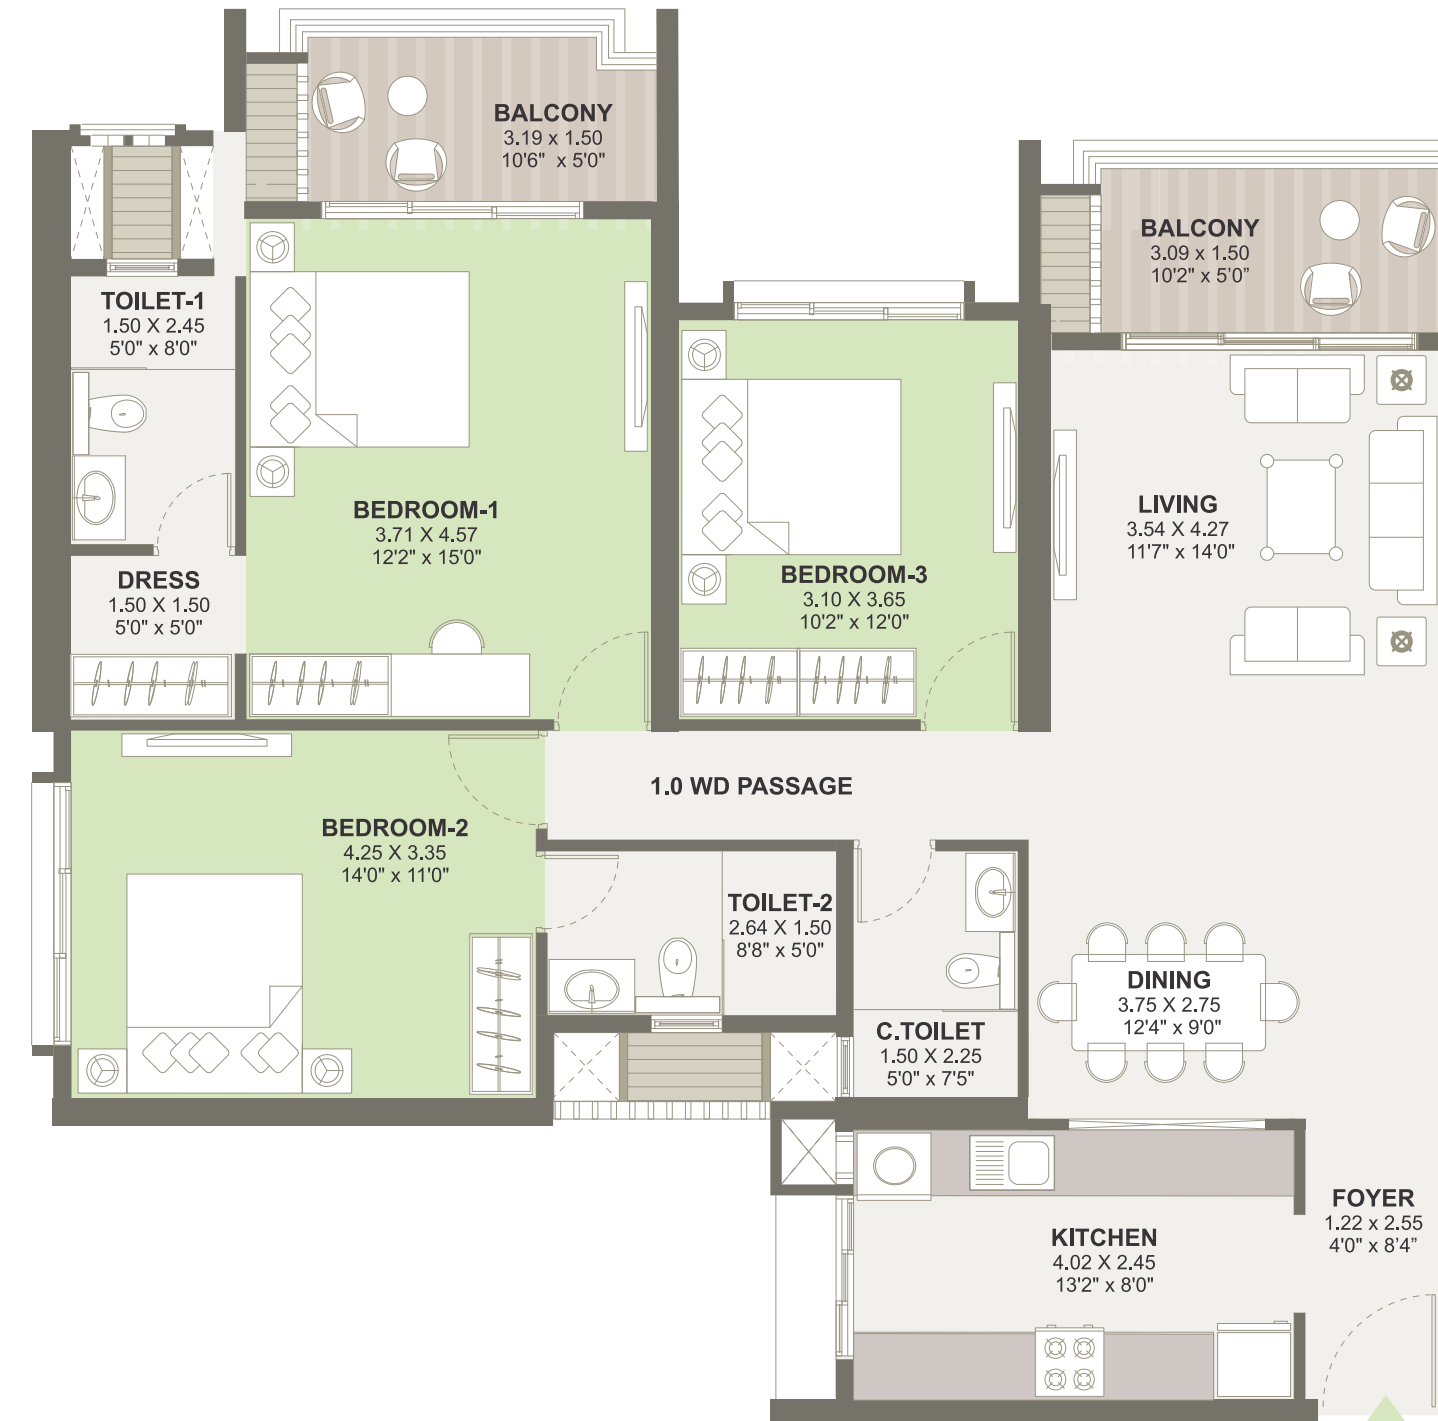 BALCONY
3.19 x 1.50
10'6" x 5'0"
BALCONY
3.09 x 1.50
10'2" x 5'0”
TOILET-1
1.50 X 2.45
5'0" x 8'0"
BEDROOM-1
3.71 X 4.57
12'2" x 15'0"
LIVING
3.54 X 4.27
11'7" x 14'0"
DRESS
1.50 X 1.50
5'0" x 5'0"
BEDROOM-3
3.10 X 3.65
10'2" x 12'0"
1.0 WD PASSAGE
BEDROOM-2
4.25 X 3.35
14'0" x 11'0"
TOILET-2
2.64 X 1.50
8'8" x 5'0"
DINING
3.75 X 2.75
12'4" x 9'0"
C.TOILET
1.50 X 2.25
5'0" x 7'5"
FOYER
1.22 x 2.55
4'0" x 8’4”
KITCHEN
4.02 X 2.45
13'2" x 8'0"